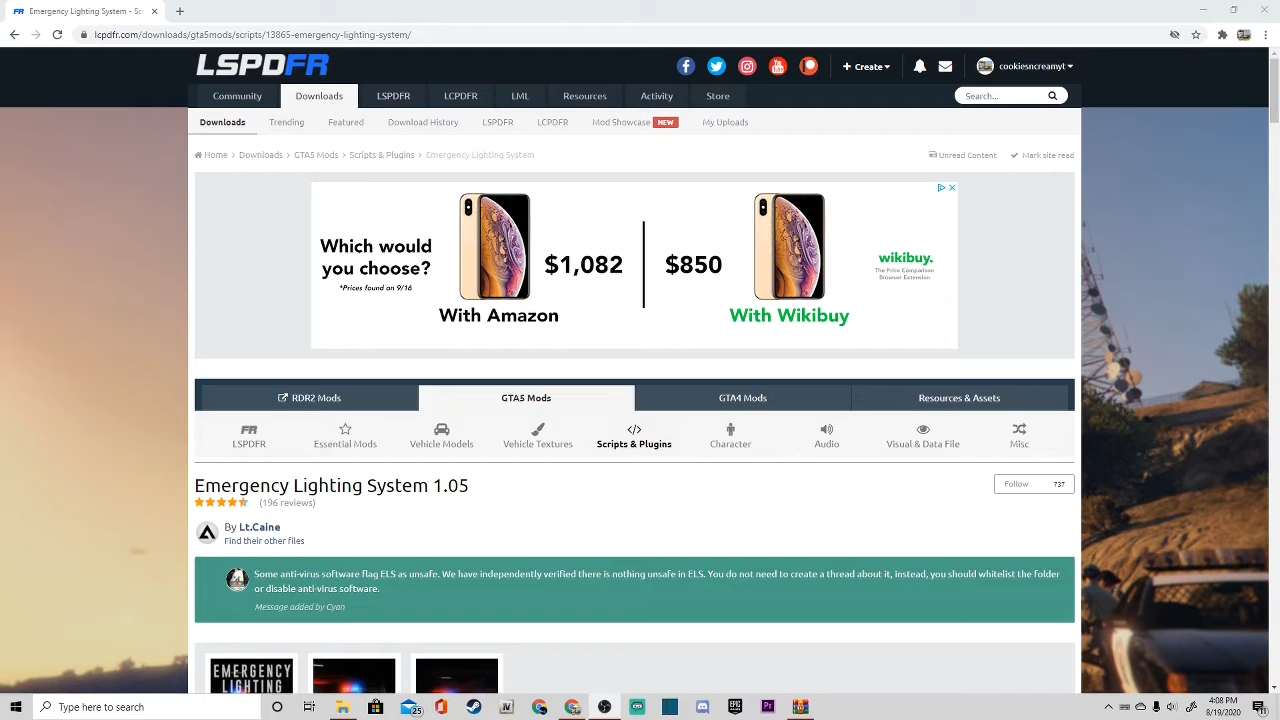 Emergency Lighting System - Scr
lcpdfr.com/downloads/gta5mods/scripts/13865-emergency-lighting-system/
LSPDFR
Create
cookiesncreamyt
Community
Downloads
LSPDFR
LCPDFR
LML
Resources
Activity
Store
Search...
Downloads
Trending
Featured
Download History
LSPDFR
LCPDFR
Mod Showcase NEW
My Uploads
Home > Downloads > GTA5 Mods > Scripts & Plugins > Emergency Lighting System
Unread Content
Mark site read
Which would
you choose?
*Prices found on 9/16
$1,082
With Amazon
$850
With Wikibuy
wikibuy.
The Price Comparison
Browser Extension
RDR2 Mods
GTA5 Mods
GTA4 Mods
Resources & Assets
LSPDFR
Essential Mods
Vehicle Models
Vehicle Textures
Scripts & Plugins
Character
Audio
Visual & Data File
Misc
Emergency Lighting System 1.05
(196 reviews)
Follow 737
By Lt.Caine
Find their other files
Some anti-virus software flag ELS as unsafe. We have independently verified there is nothing unsafe in ELS. You do not need to create a thread about it, instead, you should whitelist the folder
or disable anti-virus software.
Message added by Cyan
EMERGENCY
LIGHTING
Type here to search
25
4:08 PM
8/19/2020